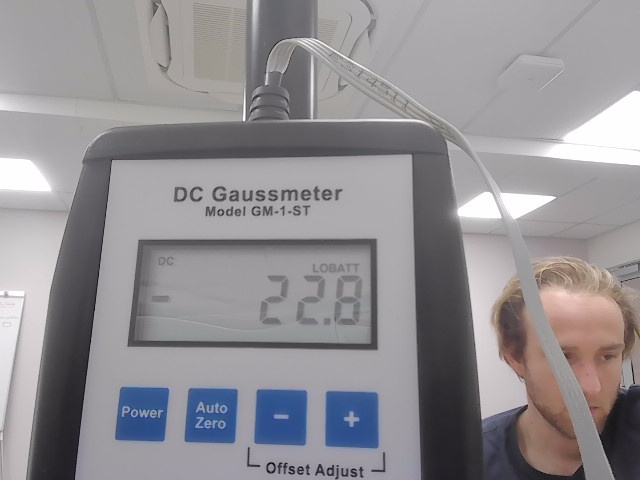 DC Gaussmeter
Model GM-1-ST
DC
LOBATT
- 22.8
Power
Auto
Zero
-
+
Offset Adjust